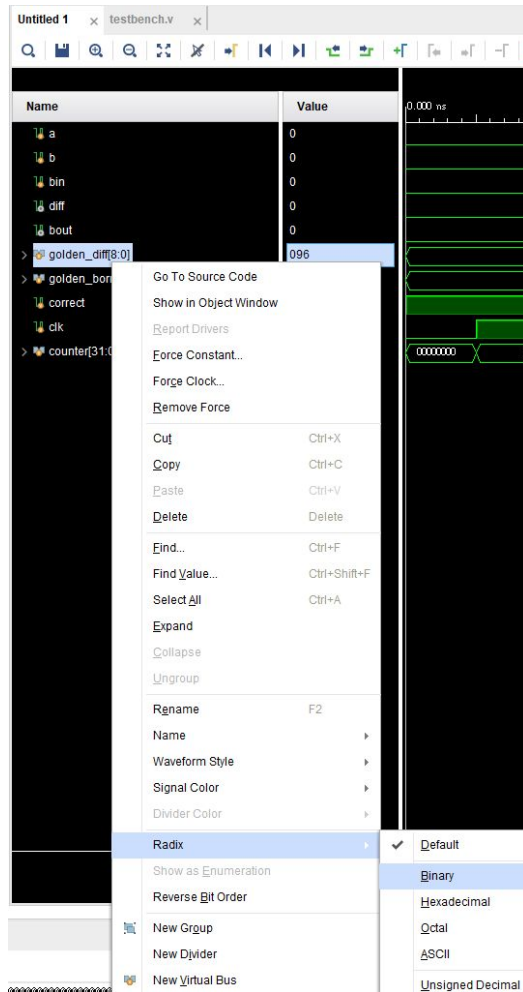 Untitled 1 × testbench.v ×
Name Value
0.000 ns
a 0
b 0
bin 0
diff 0
bout 0
golden_diff[8:0] 096
golden_bor
correct
clk
counter[31:0 00000000
Go To Source Code
Show in Object Window
Report Drivers
Force Constant...
Force Clock...
Remove Force
Cut Ctrl+X
Copy Ctrl+C
Paste Ctrl+V
Delete Delete
Find... Ctrl+F
Find Value... Ctrl+Shift+F
Select All Ctrl+A
Expand
Collapse
Ungroup
Rename F2
Name
Waveform Style
Signal Color
Divider Color
Radix
Show as Enumeration
Reverse Bit Order
New Group
New Divider
New Virtual Bus
Default
Binary
Hexadecimal
Octal
ASCII
Unsigned Decimal